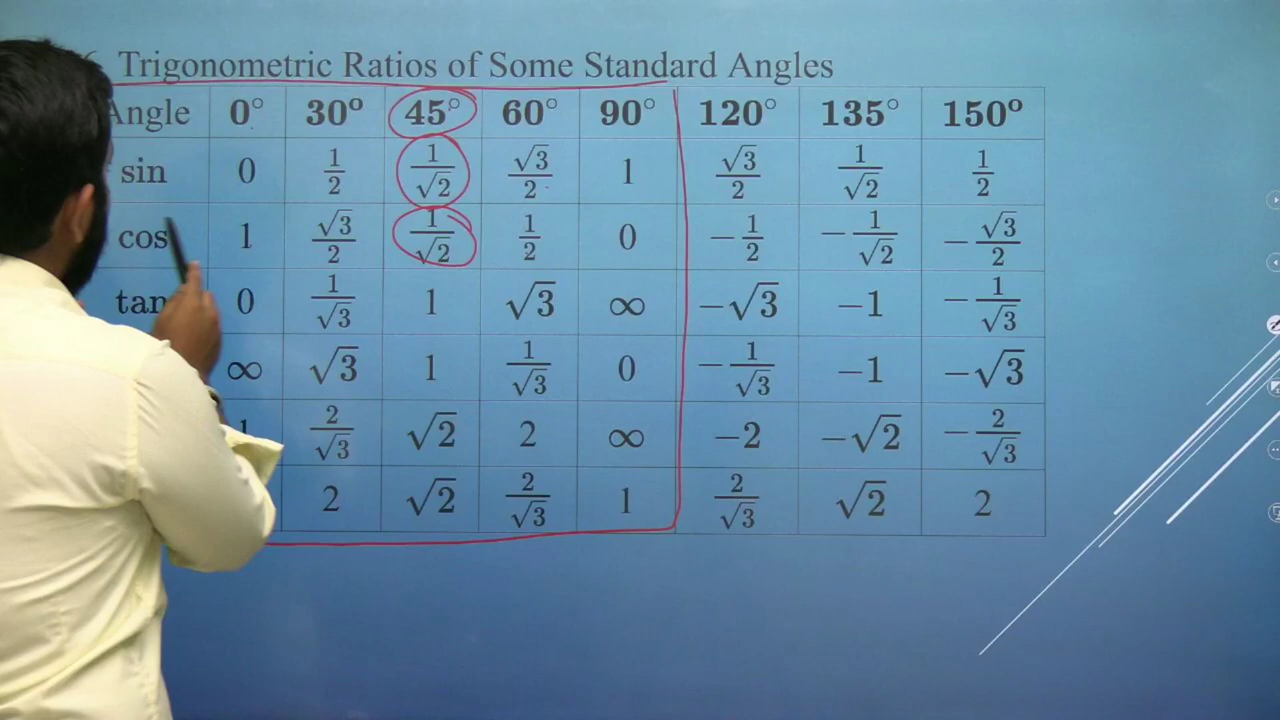 6 Trigonometric Ratios of Some Standard Angles
Angle 0° 30° 45° 60° 90° 120° 135° 150°
sin 0 1/2 1/√2 √3/2 1 √3/2 1/√2 1/2
cos 1 √3/2 1/√2 1/2 0 −1/2 −1/√2 −√3/2
tan 0 1/√3 1 √3 ∞ −√3 −1 −1/√3
∞ √3 1 1/√3 0 −1/√3 −1 −√3
1 2/√3 √2 2 ∞ −2 −√2 −2/√3
2 √2 2/√3 1 2/√3 √2 2